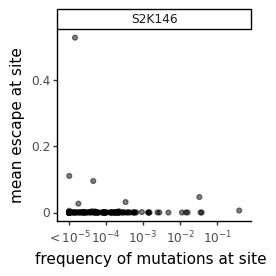 S2K146
mean escape at site
0.4
0.2
0
< 10⁻⁵ 10⁻⁴ 10⁻³ 10⁻² 10⁻¹
frequency of mutations at site